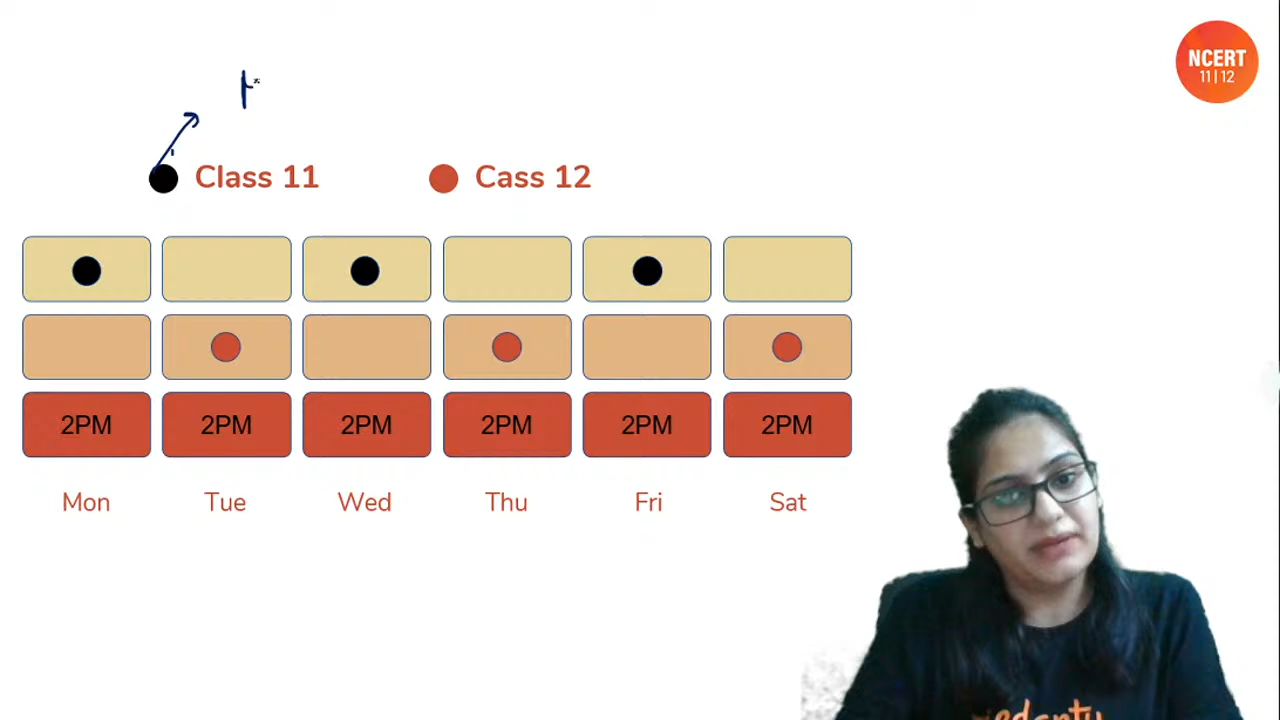 NCERT
11|12
Class 11
Cass 12
2PM 2PM 2PM 2PM 2PM 2PM
Mon Tue Wed Thu Fri Sat